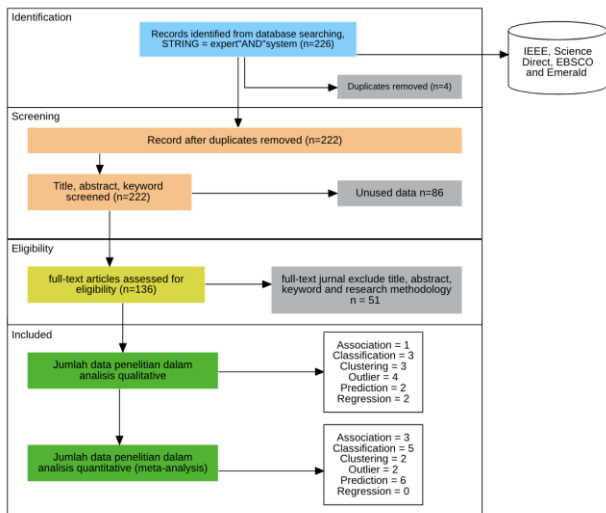 Identification
Records identified from database searching,
STRING = expert"AND"system (n=226)
IEEE, Science
Direct, EBSCO
and Emerald
Duplicates removed (n=4)
Screening
Record after duplicates removed (n=222)
Title, abstract, keyword
screened (n=222)
Unused data n=86
Eligibility
full-text articles assessed for
eligibility (n=136)
full-text jurnal exclude title, abstract,
keyword and research methodology
n = 51
Included
Jumlah data penelitian dalam
analisis qualitative
Association = 1
Classification = 3
Clustering = 3
Outlier = 4
Prediction = 2
Regression = 2
Jumlah data penelitian dalam
analisis quantitative (meta-analysis)
Association = 3
Classification = 5
Clustering = 2
Outlier = 2
Prediction = 6
Regression = 0